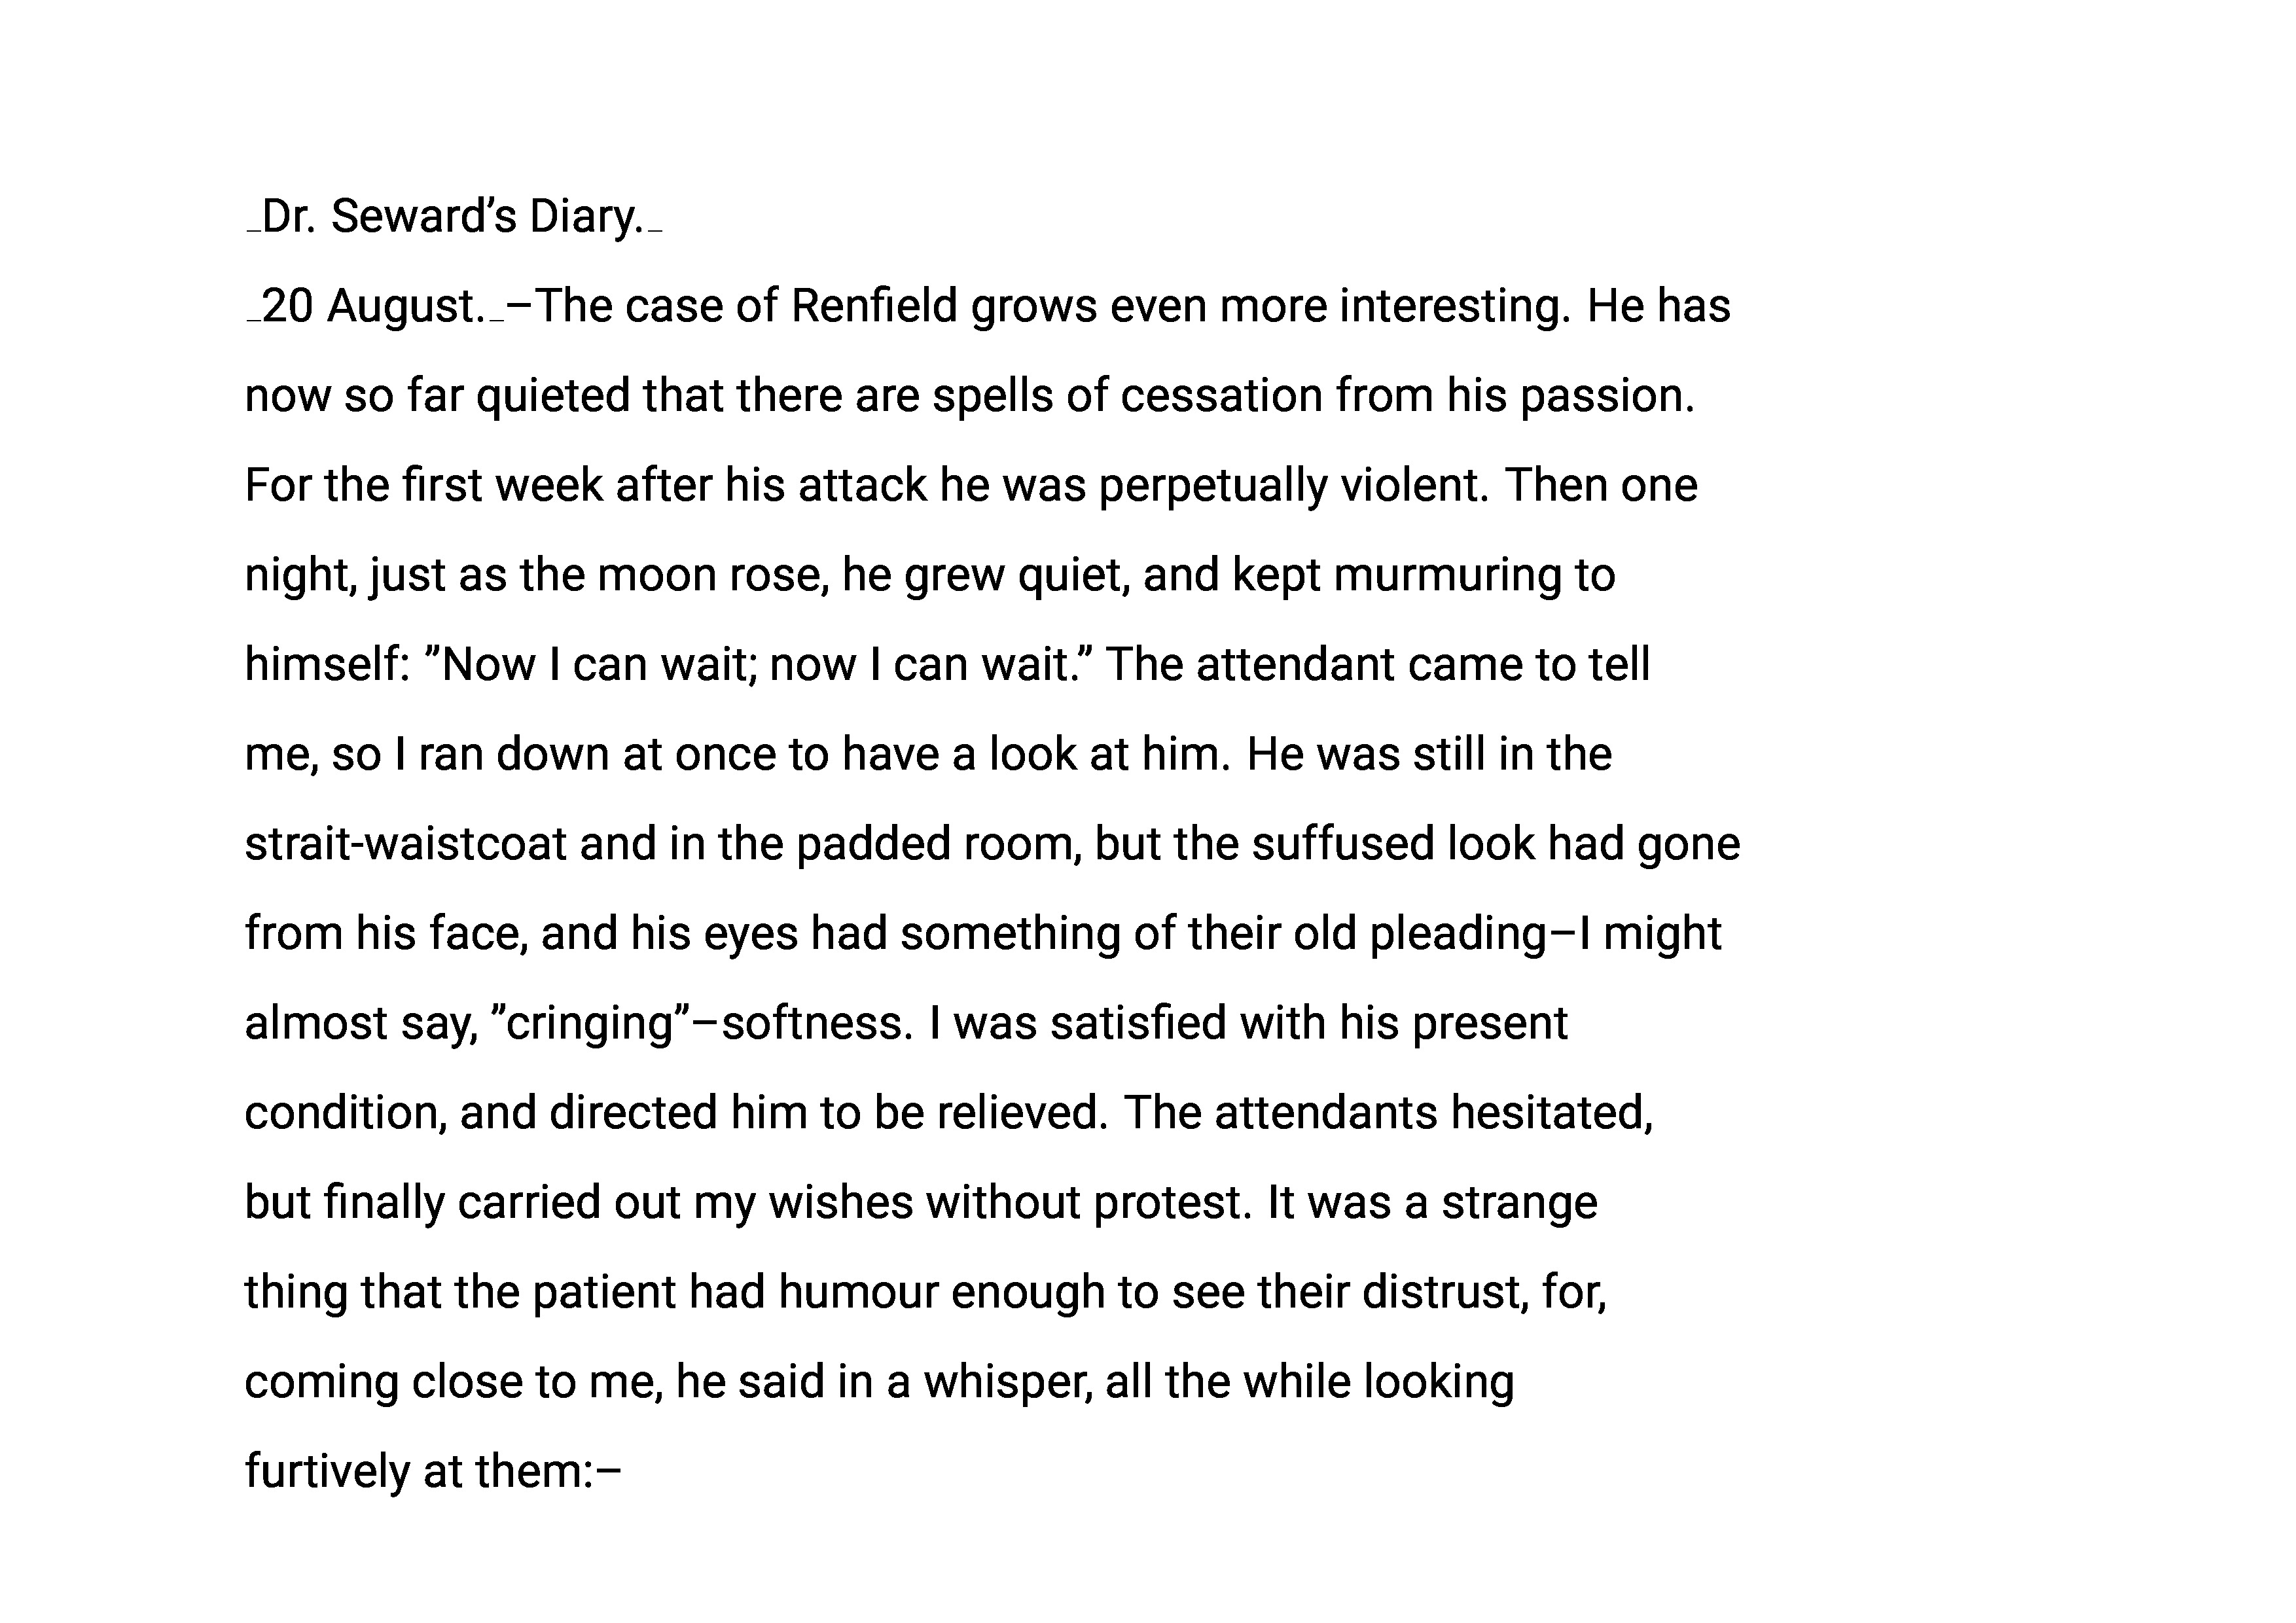 _Dr. Seward’s Diary._
_20 August._–The case of Renfield grows even more interesting. He has
now so far quieted that there are spells of cessation from his passion.
For the first week after his attack he was perpetually violent. Then one
night, just as the moon rose, he grew quiet, and kept murmuring to
himself: ”Now I can wait; now I can wait.” The attendant came to tell
me, so I ran down at once to have a look at him. He was still in the
strait-waistcoat and in the padded room, but the suffused look had gone
from his face, and his eyes had something of their old pleading–I might
almost say, ”cringing”–softness. I was satisfied with his present
condition, and directed him to be relieved. The attendants hesitated,
but finally carried out my wishes without protest. It was a strange
thing that the patient had humour enough to see their distrust, for,
coming close to me, he said in a whisper, all the while looking
furtively at them:–